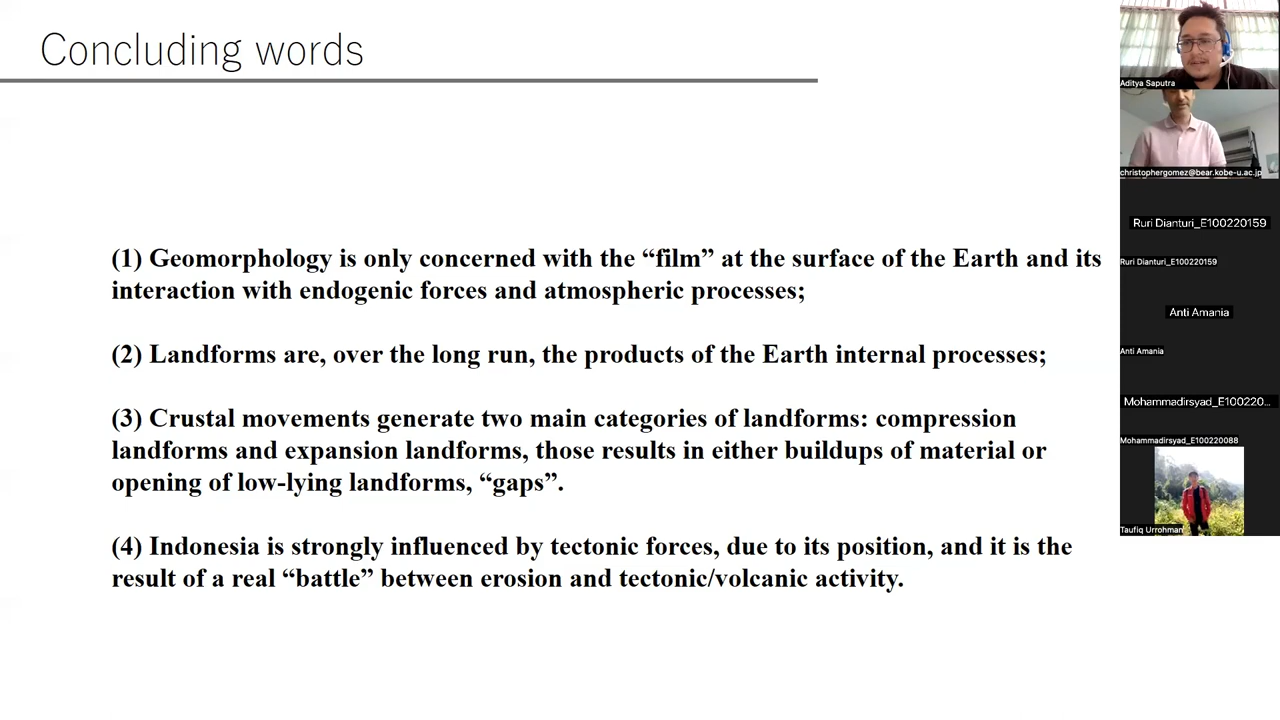 Concluding words
(1) Geomorphology is only concerned with the “film” at the surface of the Earth and its
interaction with endogenic forces and atmospheric processes;
(2) Landforms are, over the long run, the products of the Earth internal processes;
(3) Crustal movements generate two main categories of landforms: compression
landforms and expansion landforms, those results in either buildups of material or
opening of low-lying landforms, “gaps”.
(4) Indonesia is strongly influenced by tectonic forces, due to its position, and it is the
result of a real “battle” between erosion and tectonic/volcanic activity.
Aditya Saputra
christophergomez@bear.kobe-u.ac.jp
Ruri Dianturi_E100220159
Ruri Dianturi_E100220159
Anti Amania
Anti Amania
Mohammadirsyad_E100220...
Mohammadirsyad_E100220088
Taufiq Urrohman